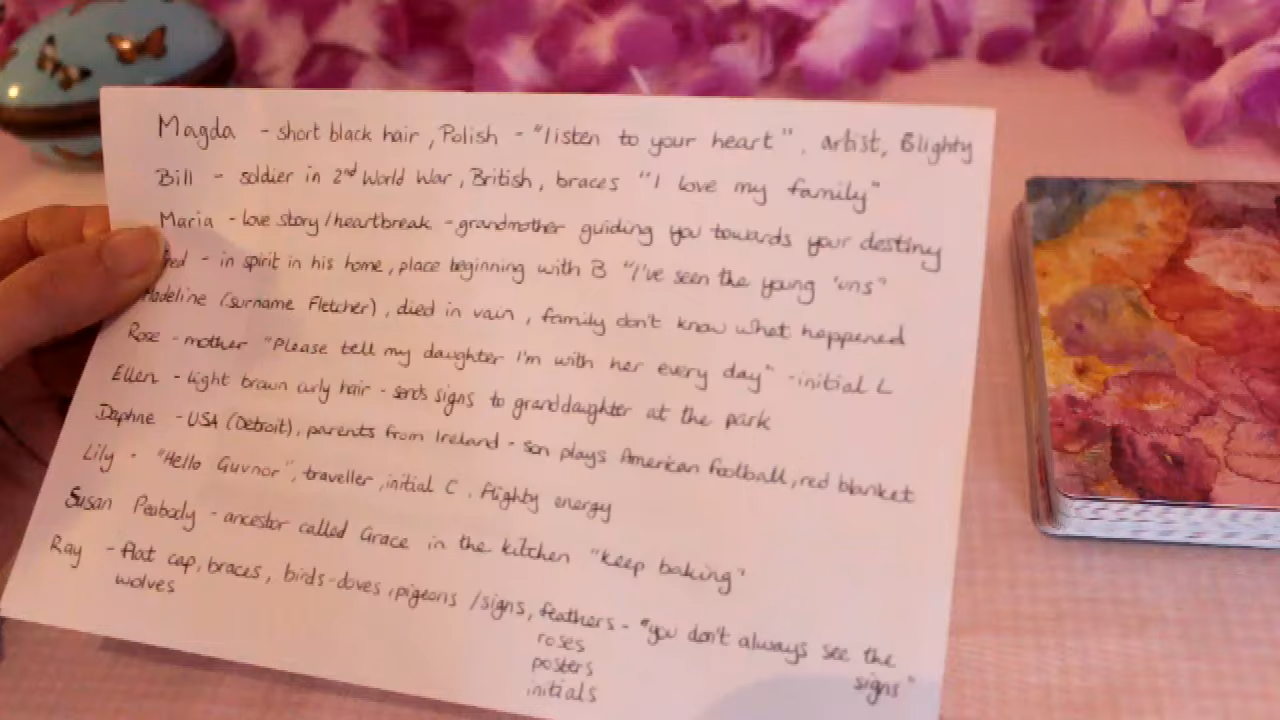 Magda - short black hair, Polish - "listen to your heart", artist, Blighty
Bill - soldier in 2nd World War, British, braces "I love my family"
Maria - love story/heartbreak - grandmother guiding you towards your destiny
- in spirit in his home, place beginning with B "I've seen the young 'uns"
Madeline (surname Fletcher), died in vain, family don't know what happened
Rose - mother "Please tell my daughter I'm with her every day" - initial L
Ellen - light brown curly hair - sends signs to granddaughter at the park
Daphne - USA (Detroit), parents from Ireland - son plays American football, red blanket
Lily - "Hello Guvnor", traveller, initial C, flighty energy
Susan Peabody - ancestor called Grace in the kitchen "keep baking"
Ray - flat cap, braces, birds-doves, pigeons/signs, feathers - "you don't always see the
wolves
roses
signs"
posters
initials